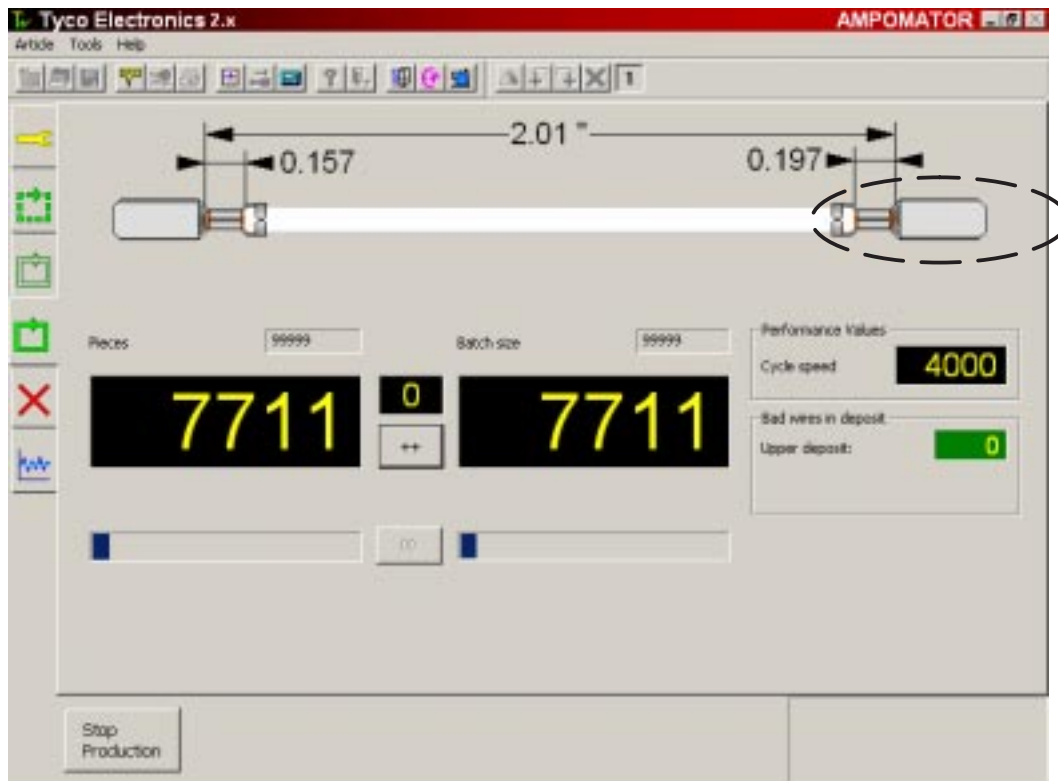 Tyco Electronics 2.x AMPOMATOR
Article Tools Help
1
2.01 "
0.157 0.197
Pieces 99999 Batch size 99999 Performance Values
Cycle speed 4000
7711 0 7711
++
Bad wires in deposit
Upper deposit: 0
Stop
Production